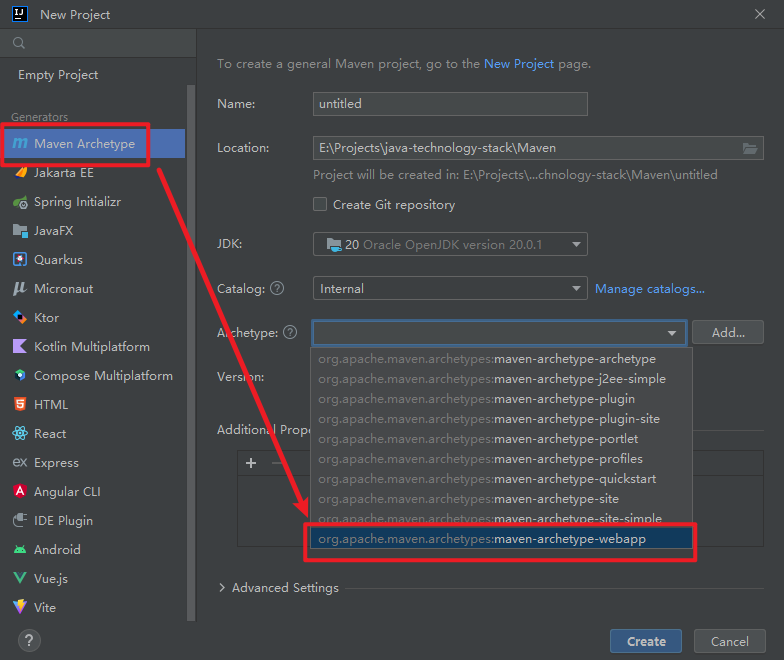 New Project
Empty Project
Generators
Maven Archetype
Jakarta EE
Spring Initializr
JavaFX
Quarkus
Micronaut
Ktor
Kotlin Multiplatform
Compose Multiplatform
HTML
React
Express
Angular CLI
IDE Plugin
Android
Vue.js
Vite
To create a general Maven project, go to the New Project page.
Name: untitled
Location: E:\Projects\java-technology-stack\Maven
Project will be created in: E:\Projects\...chnology-stack\Maven\untitled
Create Git repository
JDK: 20 Oracle OpenJDK version 20.0.1
Catalog: Internal Manage catalogs...
Archetype: Add...
org.apache.maven.archetypes:maven-archetype-archetype
Version:
org.apache.maven.archetypes:maven-archetype-j2ee-simple
org.apache.maven.archetypes:maven-archetype-plugin
org.apache.maven.archetypes:maven-archetype-plugin-site
Additional Prop
org.apache.maven.archetypes:maven-archetype-portlet
org.apache.maven.archetypes:maven-archetype-profiles
org.apache.maven.archetypes:maven-archetype-quickstart
org.apache.maven.archetypes:maven-archetype-site
org.apache.maven.archetypes:maven-archetype-site-simple
org.apache.maven.archetypes:maven-archetype-webapp
Advanced Settings
? Create Cancel